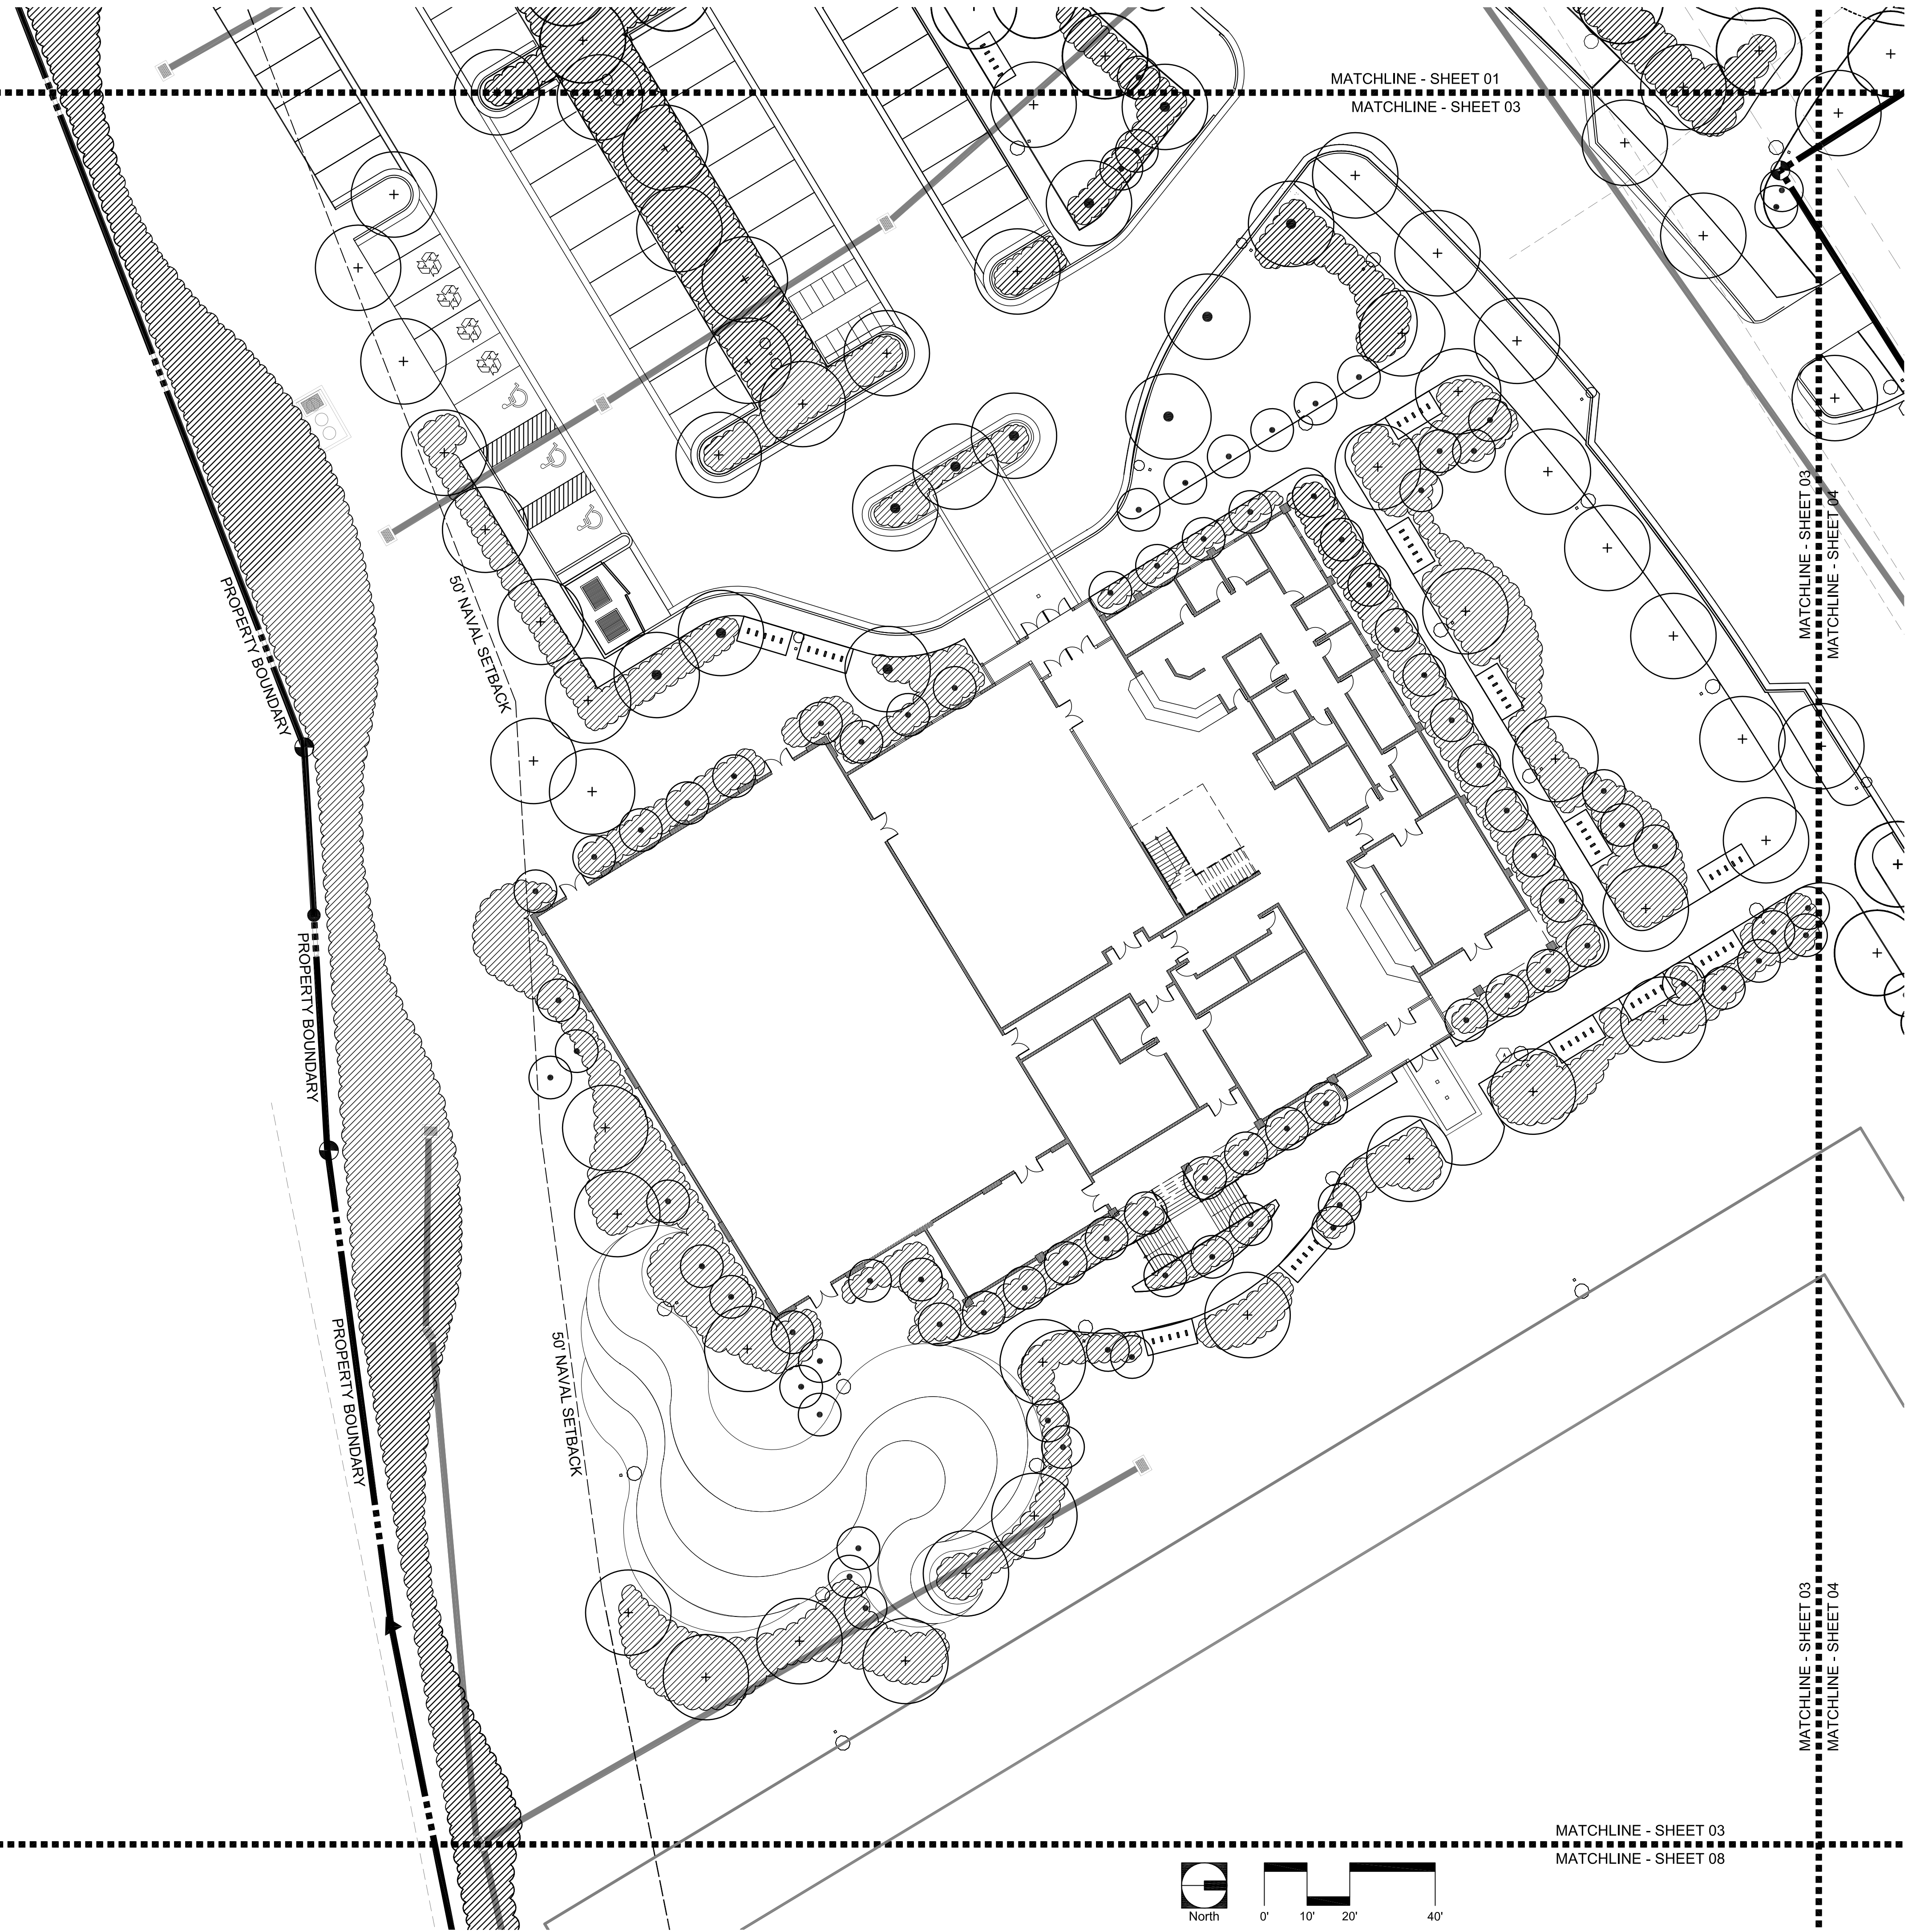 MATCHLINE - SHEET 01
MATCHLINE - SHEET 03
MATCHLINE - SHEET 03
MATCHLINE - SHEET 04
PROPERTY BOUNDARY
50' NAVAL SETBACK
PROPERTY BOUNDARY
PROPERTY BOUNDARY
50' NAVAL SETBACK
MATCHLINE - SHEET 03
MATCHLINE - SHEET 04
MATCHLINE - SHEET 03
MATCHLINE - SHEET 08
North
0' 10' 20' 40'